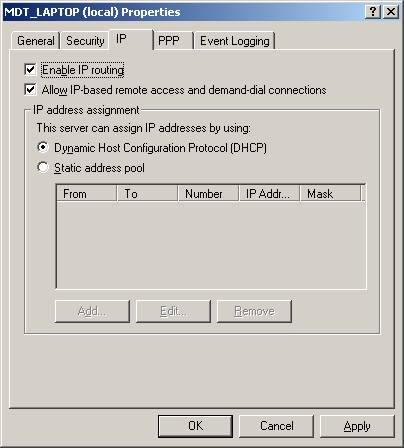 MDT_LAPTOP (local) Properties
General Security IP PPP Event Logging
Enable IP routing
Allow IP-based remote access and demand-dial connections
IP address assignment
This server can assign IP addresses by using:
Dynamic Host Configuration Protocol (DHCP)
Static address pool
From To Number IP Addr... Mask
Add... Edit... Remove
OK Cancel Apply